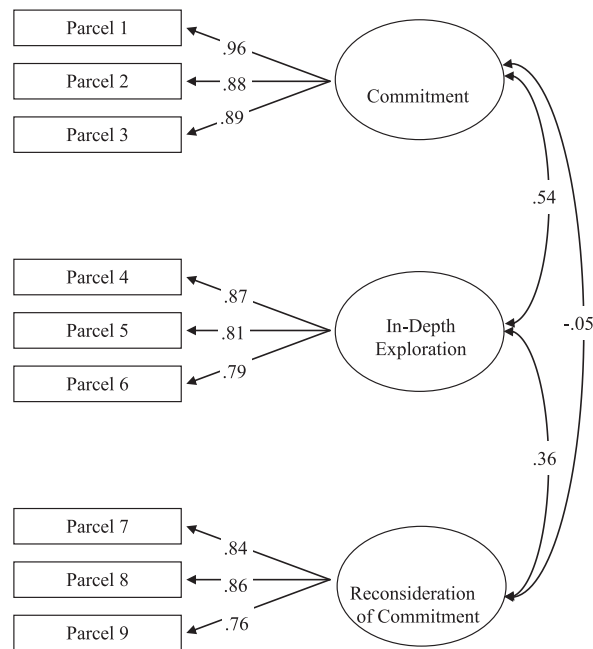 Parcel 1
.96
Parcel 2
.88
Commitment
Parcel 3
.89
.54
Parcel 4
.87
Parcel 5
.81
In-Depth
Exploration
-.05
Parcel 6
.79
.36
Parcel 7
.84
Parcel 8
.86
Reconsideration
of Commitment
Parcel 9
.76